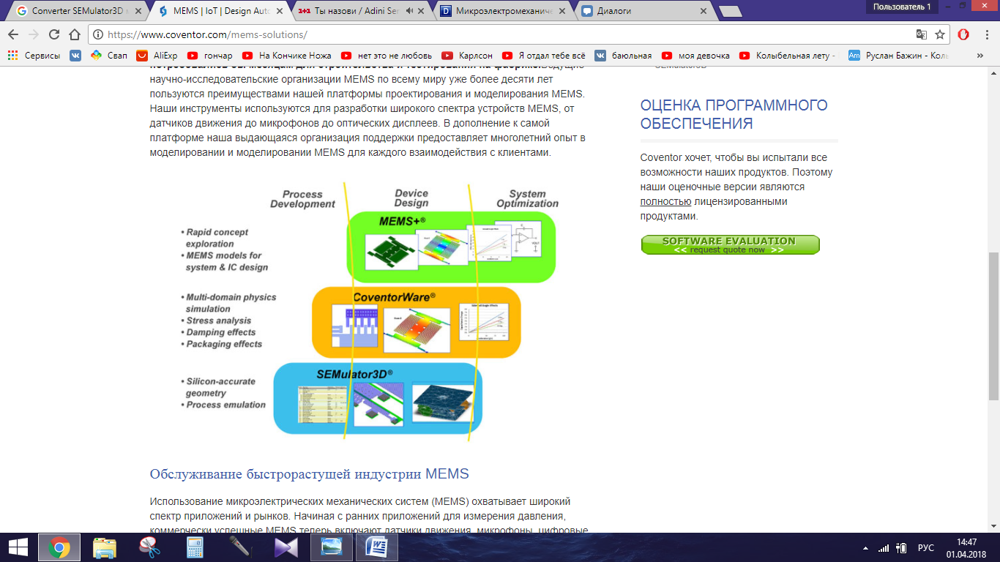 Converter SEMulator3D
MEMS | IoT | Design Auto
Ты назови / Adini Ser
Микроэлектромеханиче
Диалоги
Пользователь 1
https://www.coventor.com/mems-solutions/
Сервисы
Свап
AliExp
гончар
На Кончике Ножа
нет это не любовь
Карлсон
Я отдал тебе всё
баюльная
моя девочка
Колыбельная лету -
Руслан Бажин - Коль
научно-исследовательские организации MEMS по всему миру уже более десяти лет
пользуются преимуществами нашей платформы проектирования и моделирования MEMS.
Наши инструменты используются для разработки широкого спектра устройств MEMS, от
датчиков движения до микрофонов до оптических дисплеев. В дополнение к самой
платформе наша выдающаяся организация поддержки предоставляет многолетний опыт в
моделировании и моделировании MEMS для каждого взаимодействия с клиентами.
Process
Development
Device
Design
System
Optimization
MEMS+®
• Rapid concept
exploration
• MEMS models for
system & IC design
CoventorWare®
• Multi-domain physics
simulation
• Stress analysis
• Damping effects
• Packaging effects
SEMulator3D®
• Silicon-accurate
geometry
• Process emulation
Обслуживание быстрорастущей индустрии MEMS
Использование микроэлектрических механических систем (MEMS) охватывает широкий
спектр приложений и рынков. Начиная с ранних приложений для измерения давления,
коммерчески успешные MEMS теперь включают датчики движения, микрофоны, цифровые
SEMulator3D
ОЦЕНКА ПРОГРАММНОГО
ОБЕСПЕЧЕНИЯ
Coventor хочет, чтобы вы испытали все
возможности наших продуктов. Поэтому
наши оценочные версии являются
полностью лицензированными
продуктами.
SOFTWARE EVALUATION
<< request quote now >>
РУС
14:47
01.04.2018